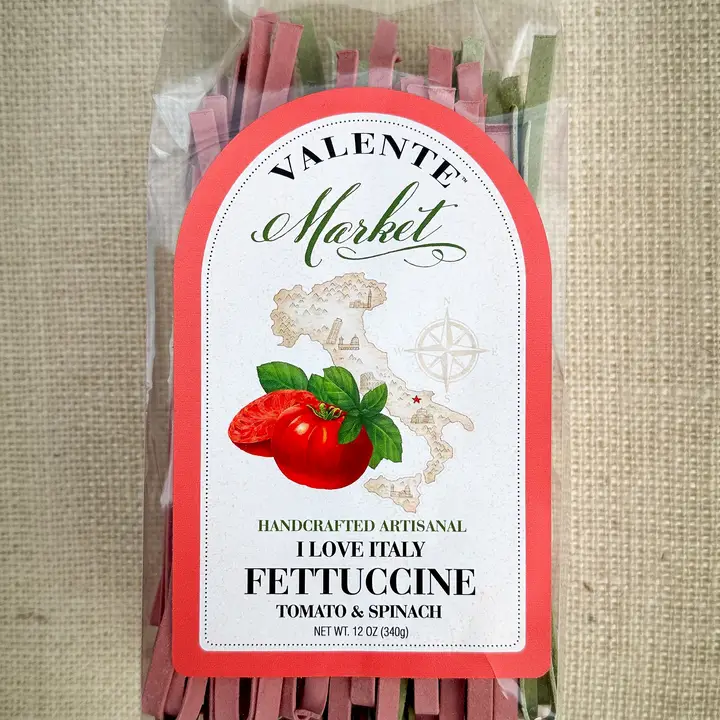 VALENTE™
Market
N
W E
S
HANDCRAFTED ARTISANAL
I LOVE ITALY
FETTUCCINE
TOMATO & SPINACH
NET WT. 12 OZ (340g)